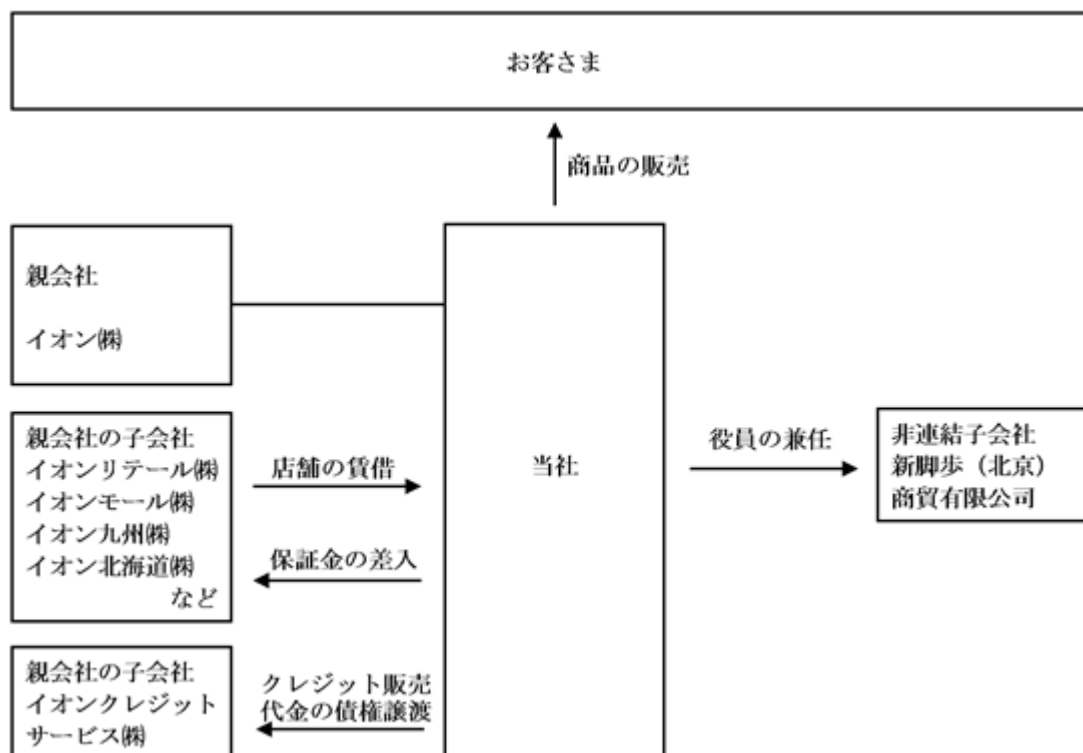 お客さま
商品の販売
親会社
イオン㈱
親会社の子会社
イオンリテール㈱
イオンモール㈱
イオン九州㈱
イオン北海道㈱
など
店舗の賃借
保証金の差入
親会社の子会社
イオンクレジット
サービス㈱
クレジット販売
代金の債権譲渡
当社
役員の兼任
非連結子会社
新脚歩（北京）
商貿有限公司